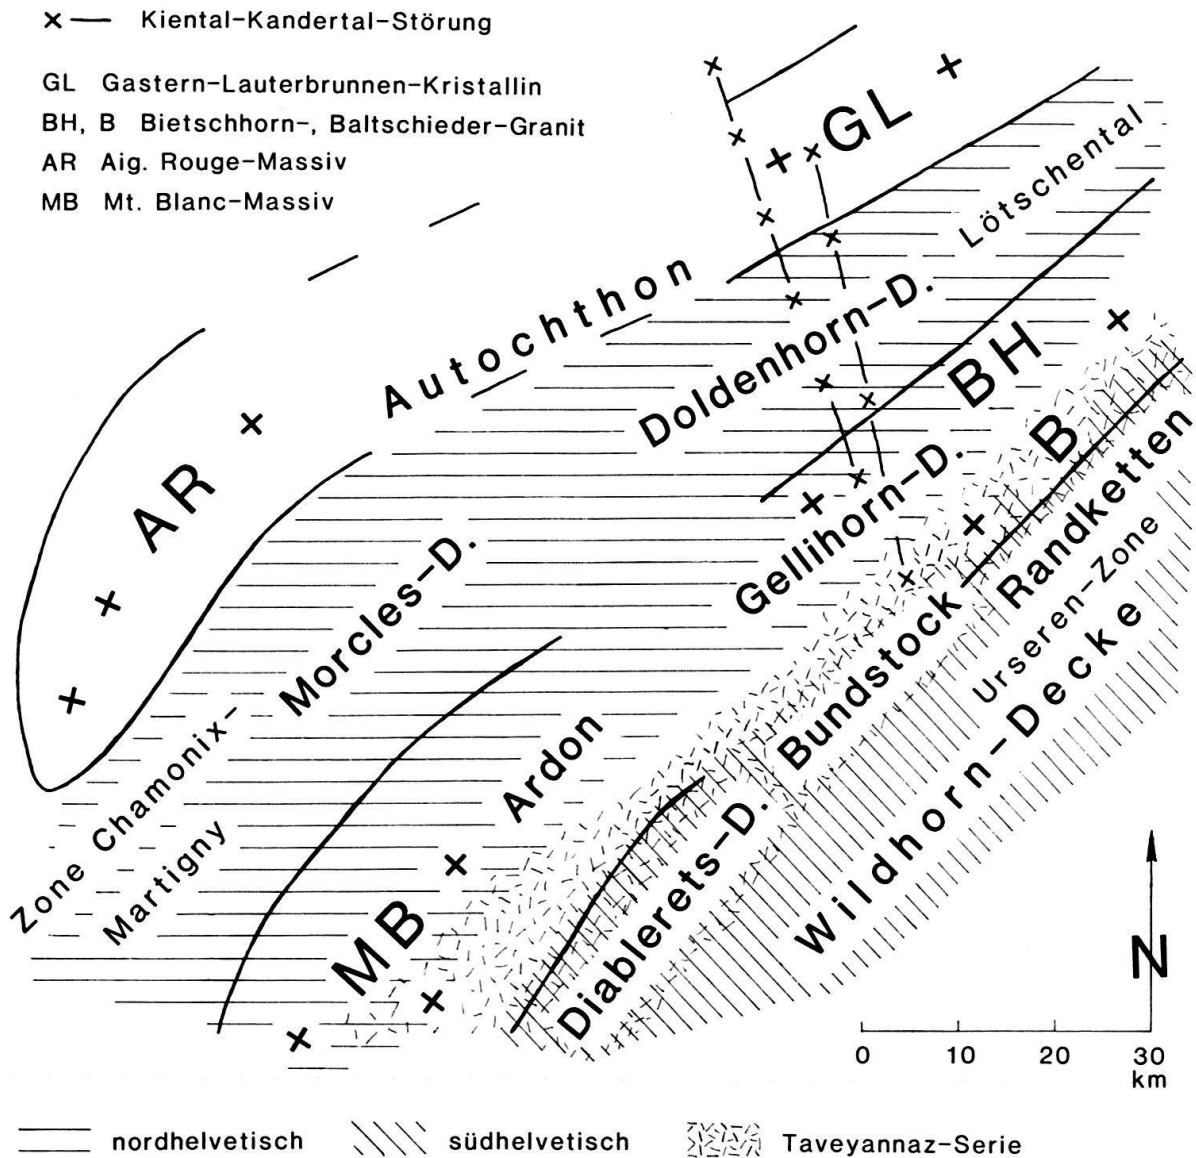 x— Kiental-Kandertal-Störung
GL Gastern-Lauterbrunnen-Kristallin
BH, B Bietschhorn-, Baltschieder-Granit
AR Aig. Rouge-Massiv
MB Mt. Blanc-Massiv
GL
Lötschental
Autochthon
Doldenhorn-D.
BH
B
AR
Randketten
Gellihorn-D.
Morcles-D.
Urseren-Zone
Bundstock
Wildhorn-Decke
Ardon
Zone Chamonix-
Martigny
Diablerets-D.
MB
N
0 10 20 30
km
nordhelvetisch südhelvetisch Taveyannaz-Serie